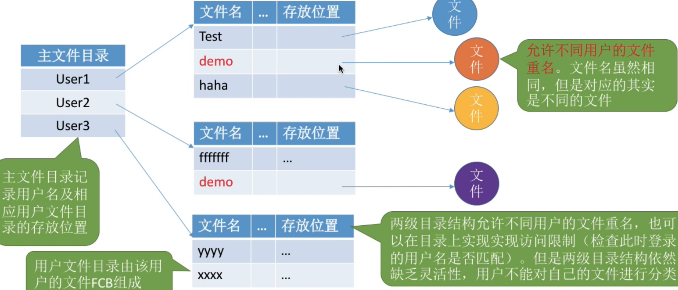 主文件目录
User1
User2
User3
主文件目录记
录用户名及相
应用户文件目
录的存放位置
文件名 ... 存放位置
Test
demo
haha
文件
文件
文件
允许不同用户的文件
重名。文件名虽然相
同，但是对应的其实
是不同的文件
文件名 ... 存放位置
fffffff ...
demo
文件
文件名 ... 存放位置
yyyy ...
xxxx ...
用户文件目录由该用
户的文件FCB组成
两级目录结构允许不同用户的文件重名，也可
以在目录上实现实现访问限制（检查此时登录
的用户名是否匹配）。但是两级目录结构依然
缺乏灵活性，用户不能对自己的文件进行分类